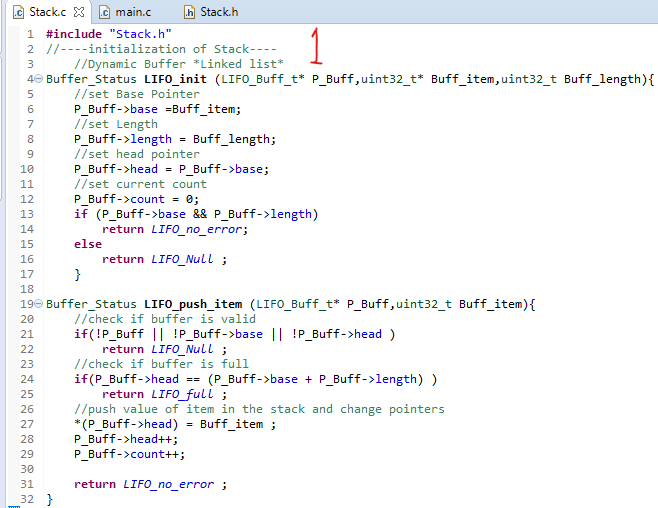 Stack.c main.c Stack.h
1
1 #include "Stack.h"
2 //----initialization of Stack----
3 //Dynamic Buffer *Linked list*
4 Buffer_Status LIFO_init (LIFO_Buff_t* P_Buff,uint32_t* Buff_item,uint32_t Buff_length){
5 //set Base Pointer
6 P_Buff->base =Buff_item;
7 //set Length
8 P_Buff->length = Buff_length;
9 //set head pointer
10 P_Buff->head = P_Buff->base;
11 //set current count
12 P_Buff->count = 0;
13 if (P_Buff->base && P_Buff->length)
14 return LIFO_no_error;
15 else
16 return LIFO_Null ;
17 }
18
19 Buffer_Status LIFO_push_item (LIFO_Buff_t* P_Buff,uint32_t Buff_item){
20 //check if buffer is valid
21 if(!P_Buff || !P_Buff->base || !P_Buff->head )
22 return LIFO_Null ;
23 //check if buffer is full
24 if(P_Buff->head == (P_Buff->base + P_Buff->length) )
25 return LIFO_full ;
26 //push value of item in the stack and change pointers
27 *(P_Buff->head) = Buff_item ;
28 P_Buff->head++;
29 P_Buff->count++;
30
31 return LIFO_no_error ;
32 }